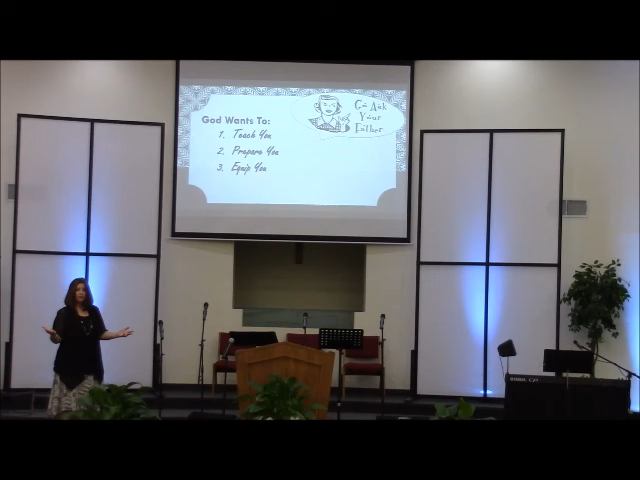 God Wants To:
1. Teach You
2. Prepare You
3. Equip You
Go Ask
Your
Father